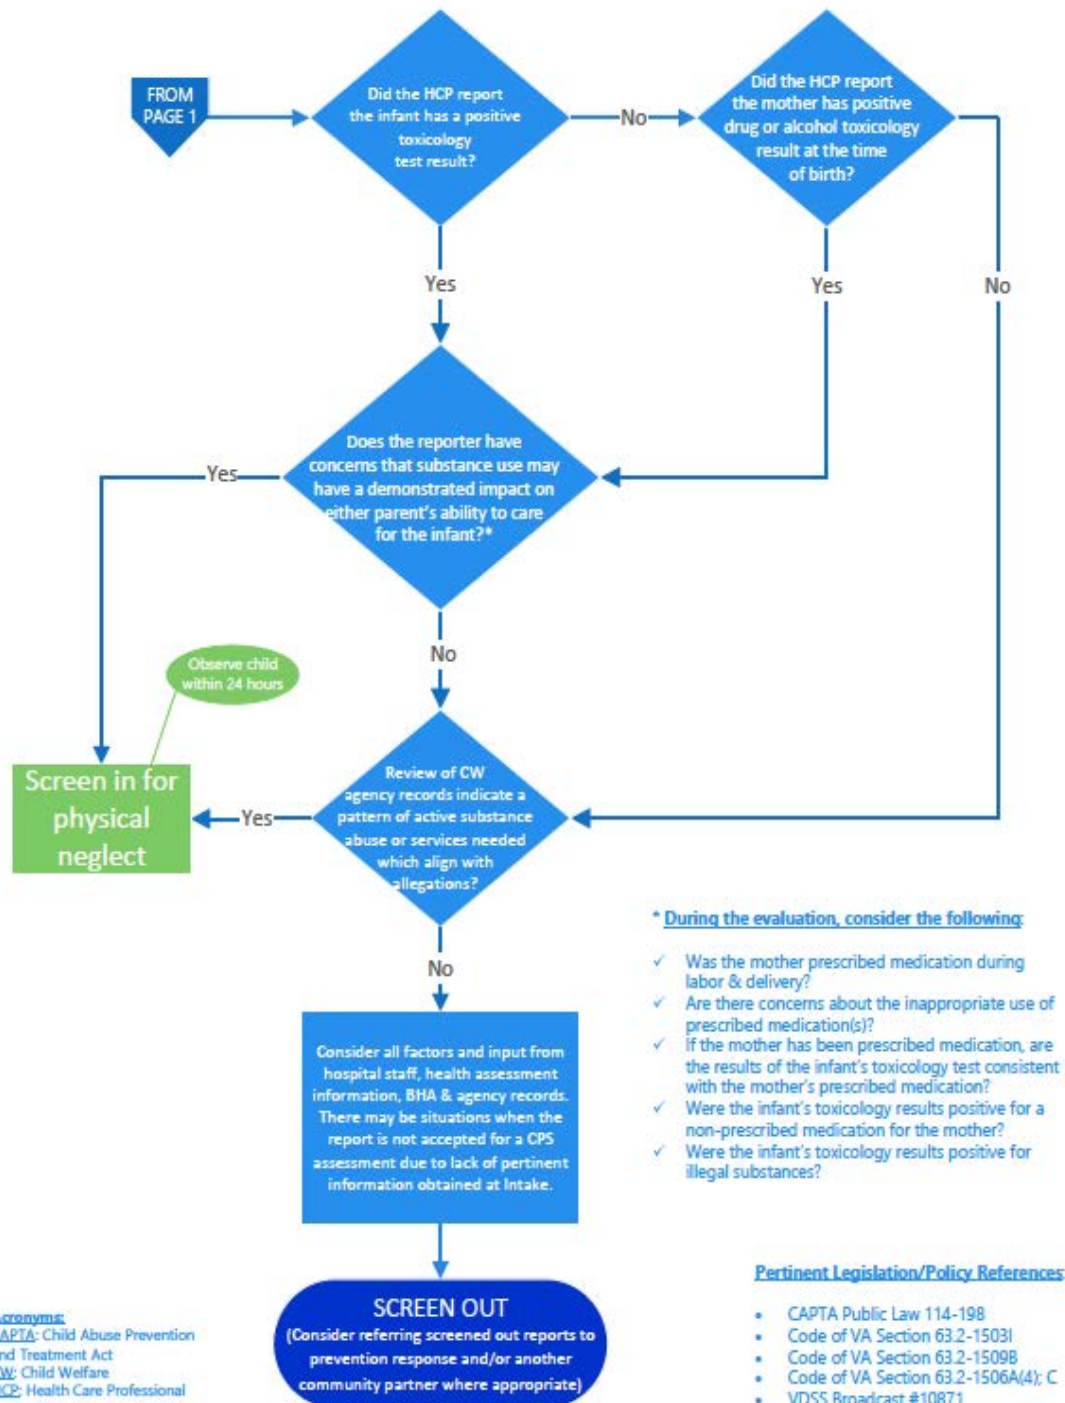 FROM
PAGE 1
Did the HCP report
the infant has a positive
toxicology
test result?
No
Did the HCP report
the mother has positive
drug or alcohol toxicology
result at the time
of birth?
Yes
Yes
No
Does the reporter have
concerns that substance use may
have a demonstrated impact on
either parent's ability to care
for the infant?*
Yes
No
Observe child
within 24 hours
Screen in for
physical
neglect
Yes
Review of CW
agency records indicate a
pattern of active substance
abuse or services needed
which align with
allegations?
No
* During the evaluation, consider the following:
✓ Was the mother prescribed medication during
labor & delivery?
✓ Are there concerns about the inappropriate use of
prescribed medication(s)?
✓ If the mother has been prescribed medication, are
the results of the infant's toxicology test consistent
with the mother's prescribed medication?
✓ Were the infant's toxicology results positive for a
non-prescribed medication for the mother?
✓ Were the infant's toxicology results positive for
illegal substances?
Consider all factors and input from
hospital staff, health assessment
information, BHA & agency records.
There may be situations when the
report is not accepted for a CPS
assessment due to lack of pertinent
information obtained at Intake.
SCREEN OUT
(Consider referring screened out reports to
prevention response and/or another
community partner where appropriate)
Acronyms:
CAPTA: Child Abuse Prevention
and Treatment Act
CW: Child Welfare
HCP: Health Care Professional
Pertinent Legislation/Policy References
• CAPTA Public Law 114-198
• Code of VA Section 63.2-1503I
• Code of VA Section 63.2-1509B
• Code of VA Section 63.2-1506A(4); C
• VDSS Broadcast #10871